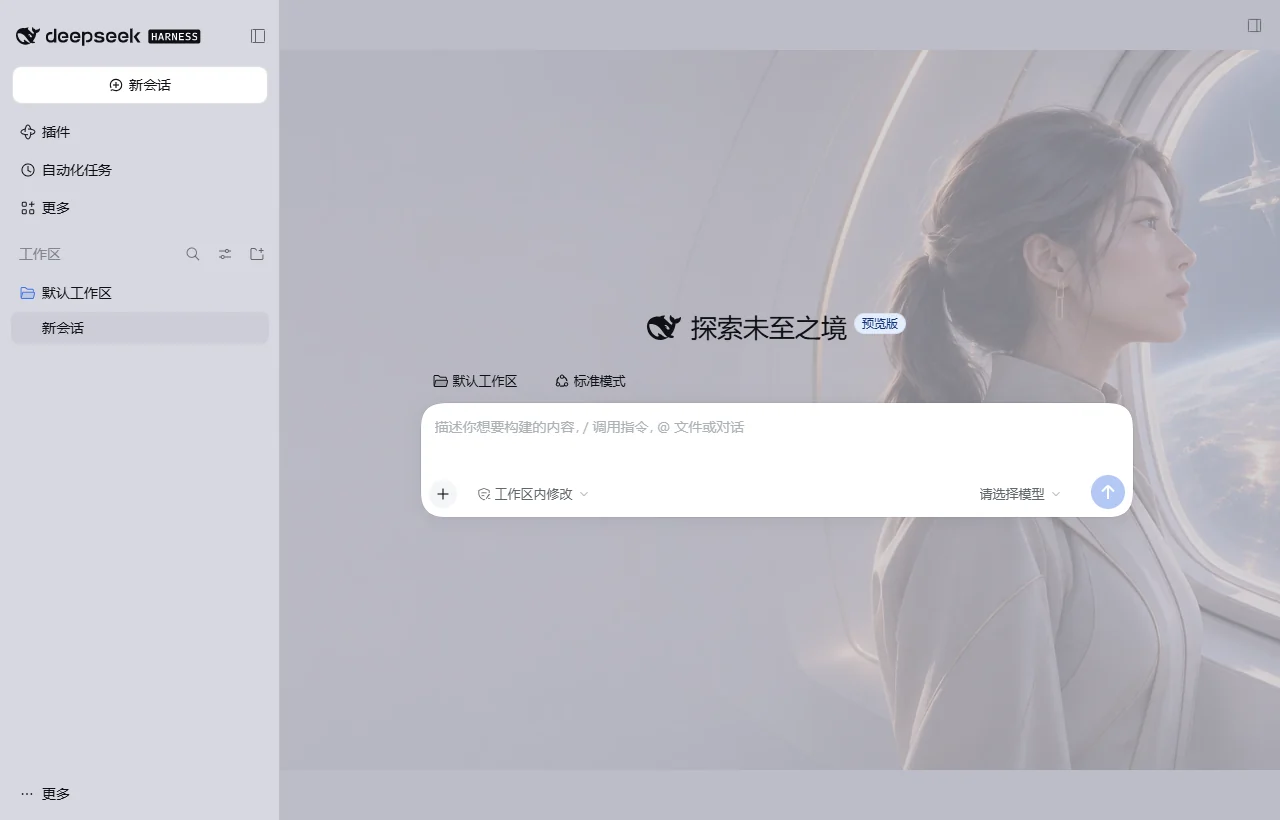 deepseek HARNESS
新会话
插件
自动化任务
更多
工作区
默认工作区
新会话
更多
探索未至之境 预览版
默认工作区 标准模式
描述你想要构建的内容, / 调用指令, @ 文件或对话
工作区内修改 请选择模型